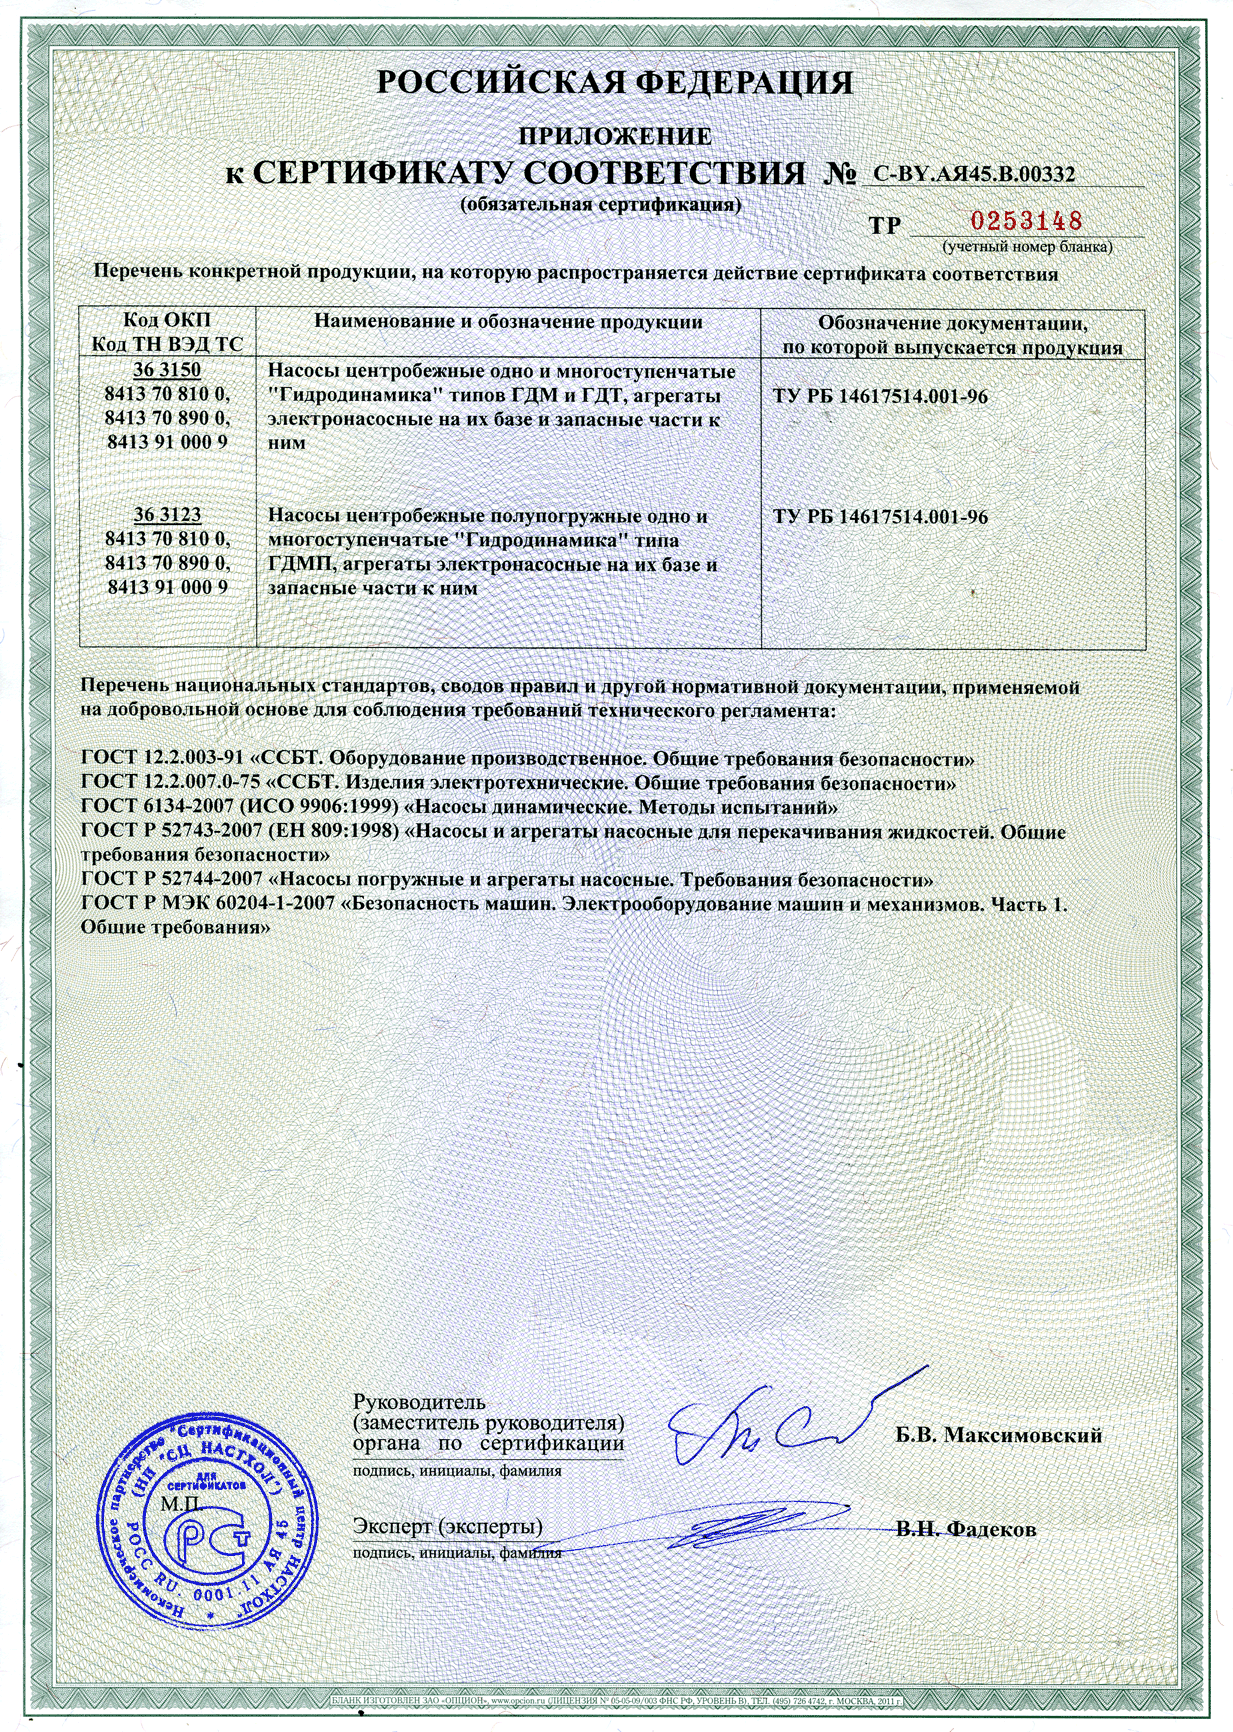 РОССИЙСКАЯ ФЕДЕРАЦИЯ
ПРИЛОЖЕНИЕ
к СЕРТИФИКАТУ СООТВЕТСТВИЯ № C-BY.АЯ45.В.00332
(обязательная сертификация)
ТР 0253148
(учетный номер бланка)
Перечень конкретной продукции, на которую распространяется действие сертификата соответствия
Код ОКП
Код ТН ВЭД ТС
Наименование и обозначение продукции
Обозначение документации,
по которой выпускается продукция
36 3150
8413 70 810 0,
8413 70 890 0,
8413 91 000 9
Насосы центробежные одно и многоступенчатые
"Гидродинамика" типов ГДМ и ГДТ, агрегаты
электронасосные на их базе и запасные части к
ним
ТУ РБ 14617514.001-96
36 3123
8413 70 810 0,
8413 70 890 0,
8413 91 000 9
Насосы центробежные полупогружные одно и
многоступенчатые "Гидродинамика" типа
ГДМП, агрегаты электронасосные на их базе и
запасные части к ним
ТУ РБ 14617514.001-96
Перечень национальных стандартов, сводов правил и другой нормативной документации, применяемой
на добровольной основе для соблюдения требований технического регламента:
ГОСТ 12.2.003-91 «ССБТ. Оборудование производственное. Общие требования безопасности»
ГОСТ 12.2.007.0-75 «ССБТ. Изделия электротехнические. Общие требования безопасности»
ГОСТ 6134-2007 (ИСО 9906:1999) «Насосы динамические. Методы испытаний»
ГОСТ Р 52743-2007 (ЕН 809:1998) «Насосы и агрегаты насосные для перекачивания жидкостей. Общие
требования безопасности»
ГОСТ Р 52744-2007 «Насосы погружные и агрегаты насосные. Требования безопасности»
ГОСТ Р МЭК 60204-1-2007 «Безопасность машин. Электрооборудование машин и механизмов. Часть 1.
Общие требования»
Руководитель
(заместитель руководителя)
органа по сертификации
подпись, инициалы, фамилия
Б.В. Максимовский
Эксперт (эксперты)
подпись, инициалы, фамилия
В.Н. Фадеков
М.П.
Некоммерческое партнерство "Сертификационный центр НАСТХОЛ"
(НП "СЦ НАСТХОЛ")
ДЛЯ
СЕРТИФИКАТОВ
РОСС RU. 0001.11 АЯ 45
БЛАНК ИЗГОТОВЛЕН ЗАО «ОПЦИОН», www.opcion.ru (ЛИЦЕНЗИЯ № 05-05-09/003 ФНС РФ, УРОВЕНЬ В), ТЕЛ. (495) 726 4742, г. МОСКВА, 2011 г.